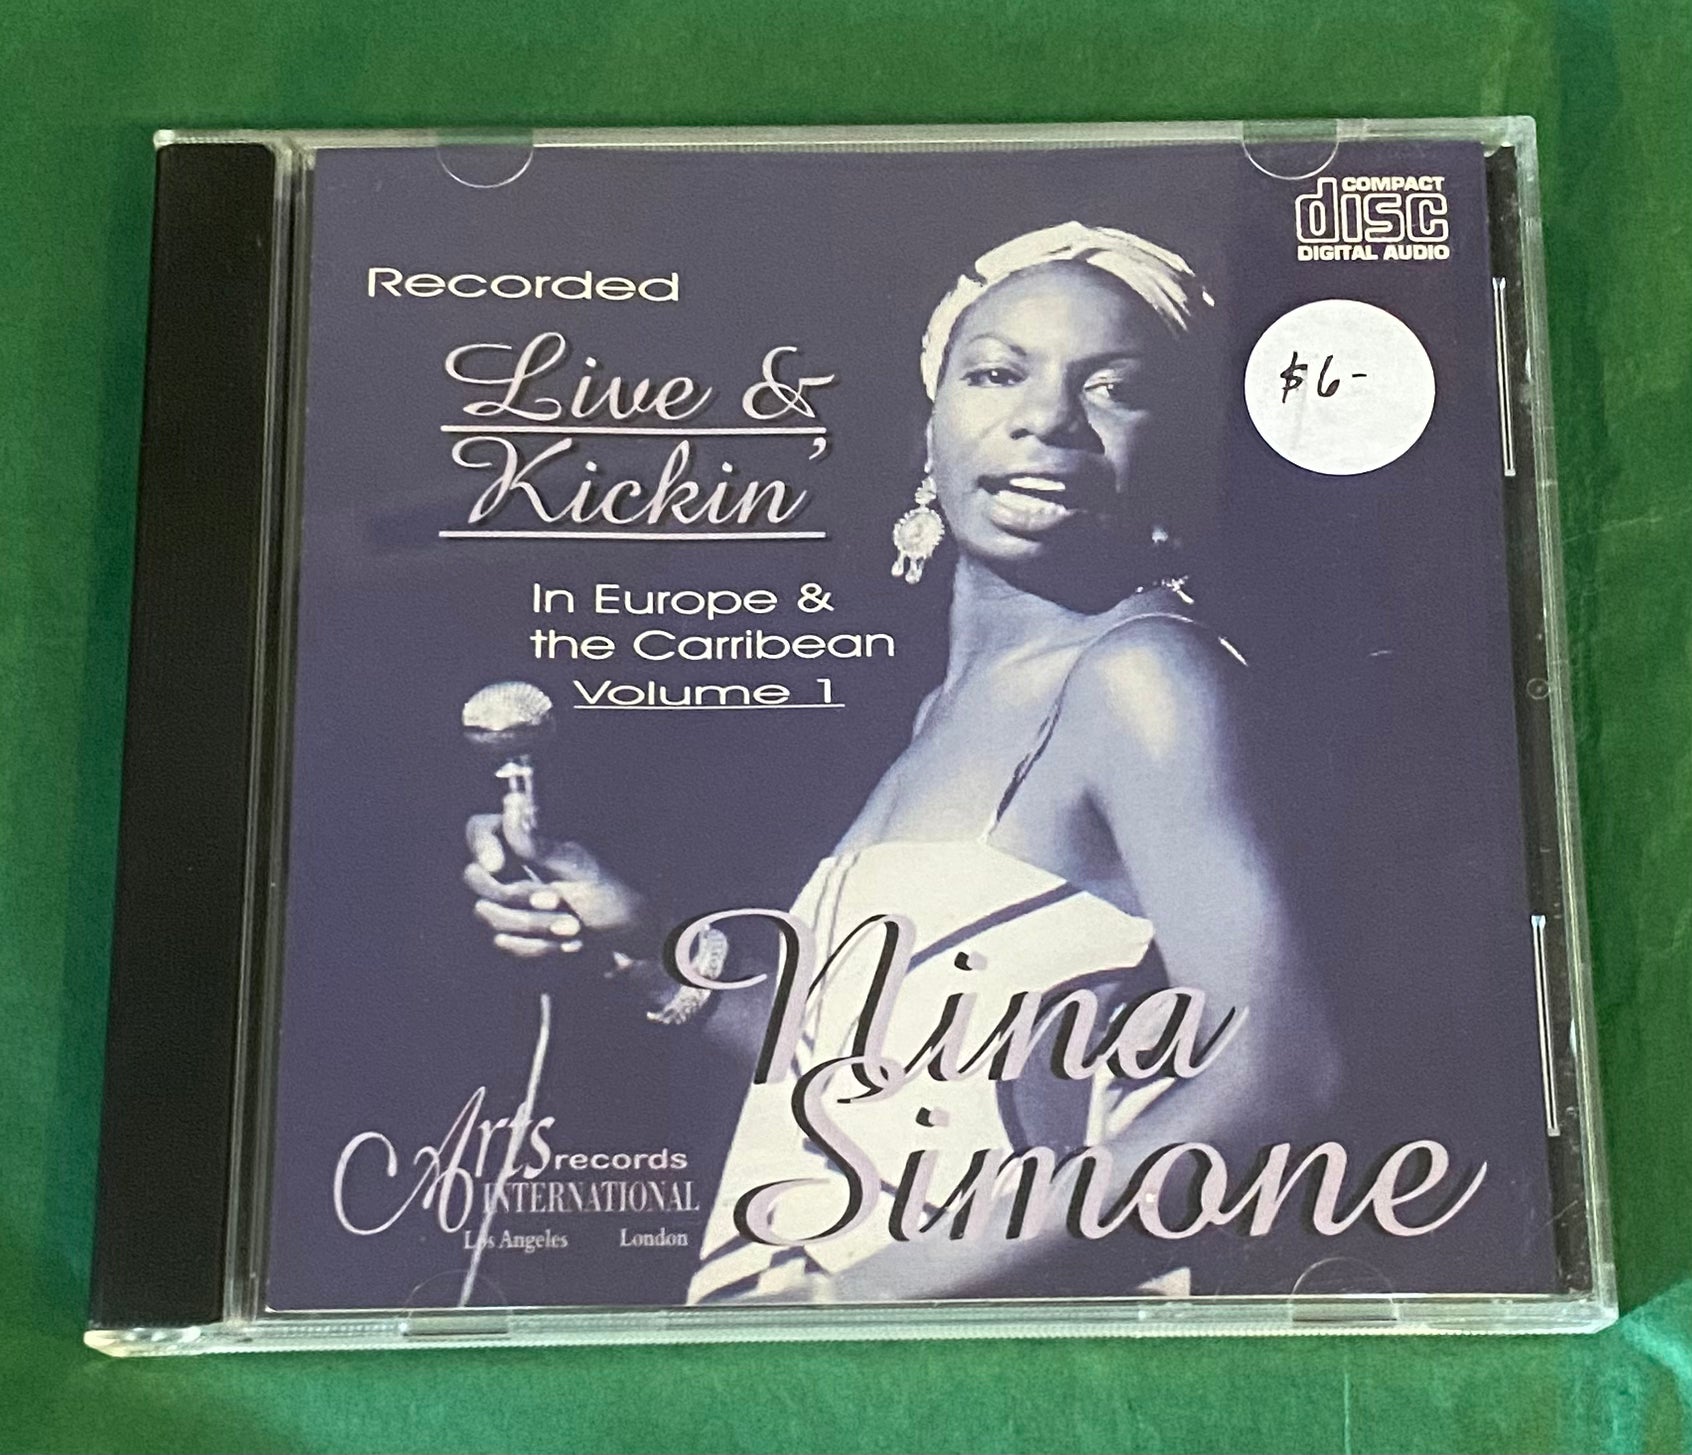 COMPACT
disc
DIGITAL AUDIO
Recorded
Live &
Kickin'
In Europe &
the Carribean
Volume 1
$6-
Nina
Simone
Arts records
INTERNATIONAL
Los Angeles London